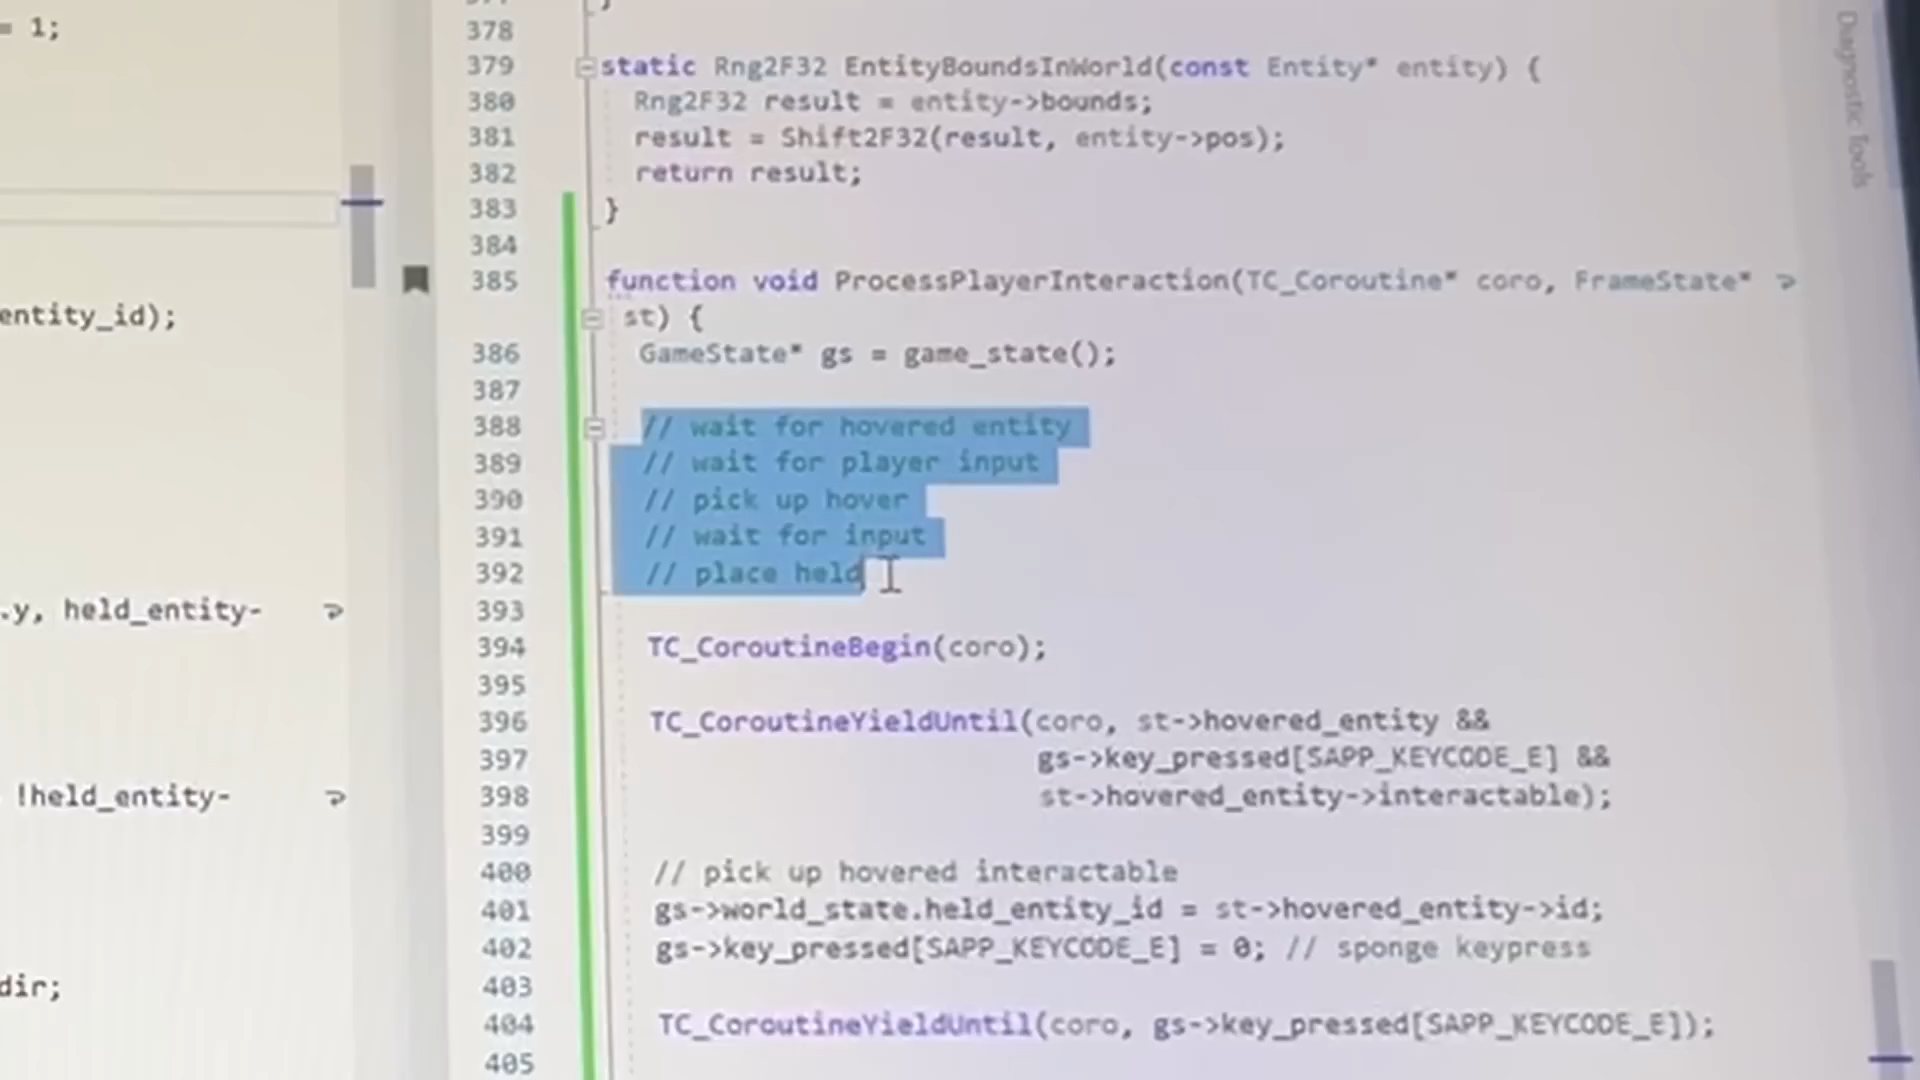 = 1;
entity_id);
.y, held_entity-
!held_entity-
dir;
378
379 static Rng2F32 EntityBoundsInWorld(const Entity* entity) {
380 Rng2F32 result = entity->bounds;
381 result = Shift2F32(result, entity->pos);
382 return result;
383 }
384
385 function void ProcessPlayerInteraction(TC_Coroutine* coro, FrameState*
st) {
386 GameState* gs = game_state();
387
388 // wait for hovered entity
389 // wait for player input
390 // pick up hover
391 // wait for input
392 // place held
393
394 TC_CoroutineBegin(coro);
395
396 TC_CoroutineYieldUntil(coro, st->hovered_entity &&
397 gs->key_pressed[SAPP_KEYCODE_E] &&
398 st->hovered_entity->interactable);
399
400 // pick up hovered interactable
401 gs->world_state.held_entity_id = st->hovered_entity->id;
402 gs->key_pressed[SAPP_KEYCODE_E] = 0; // sponge keypress
403
404 TC_CoroutineYieldUntil(coro, gs->key_pressed[SAPP_KEYCODE_E]);
405
Diagnostic Tools